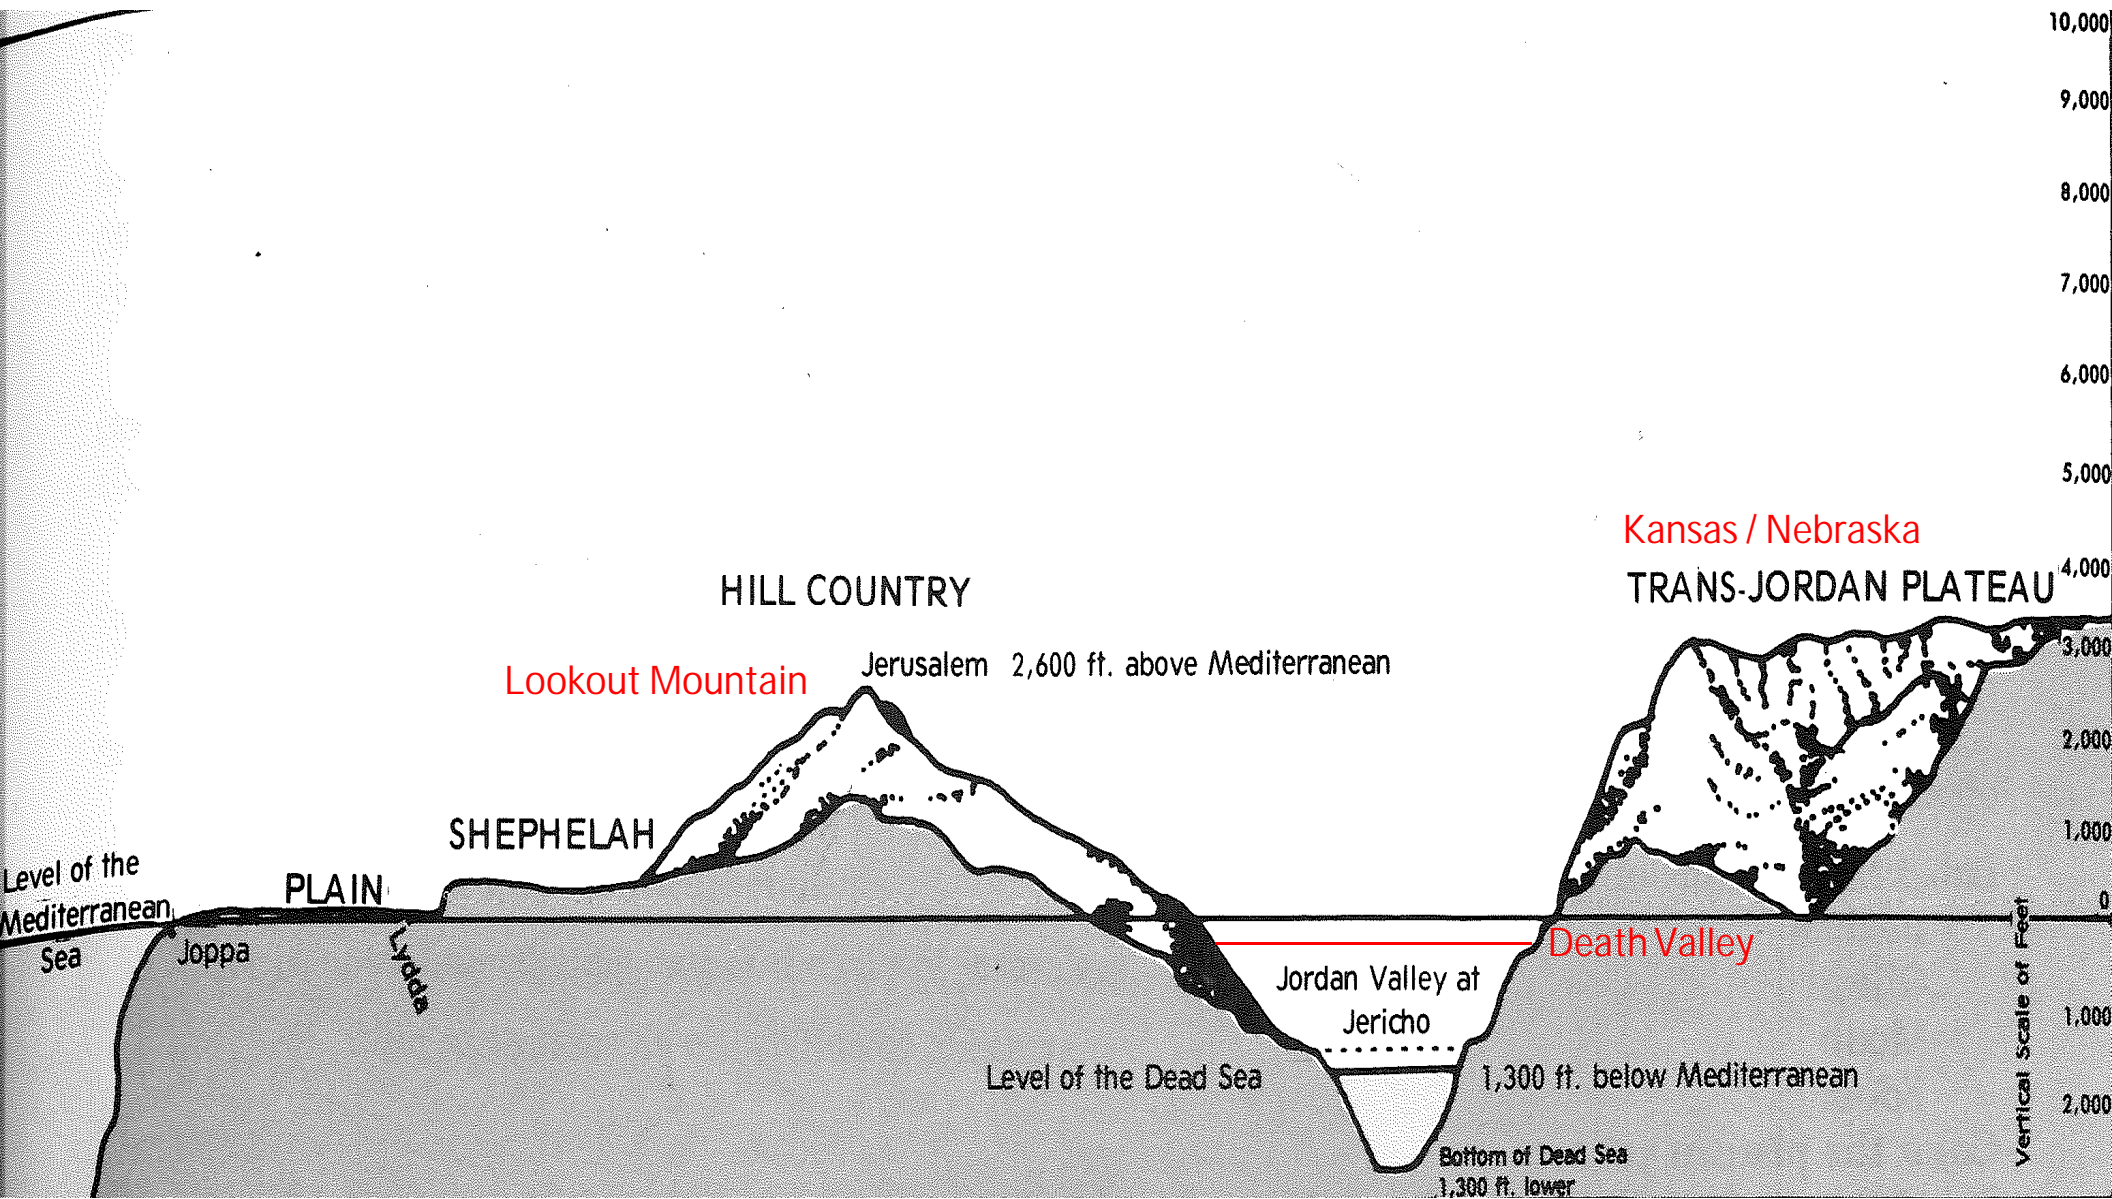 10,000
9,000
8,000
7,000
6,000
5,000
Kansas / Nebraska
4,000
TRANS-JORDAN PLATEAU
HILL COUNTRY
3,000
Jerusalem 2,600 ft. above Mediterranean
Lookout Mountain
2,000
SHEPHELAH
1,000
Level of the
Mediterranean
Sea
PLAIN
0
Joppa
Lydda
Death Valley
Jordan Valley at
Jericho
1,000
Level of the Dead Sea
1,300 ft. below Mediterranean
2,000
Vertical Scale of Feet
Bottom of Dead Sea
1,300 ft. lower